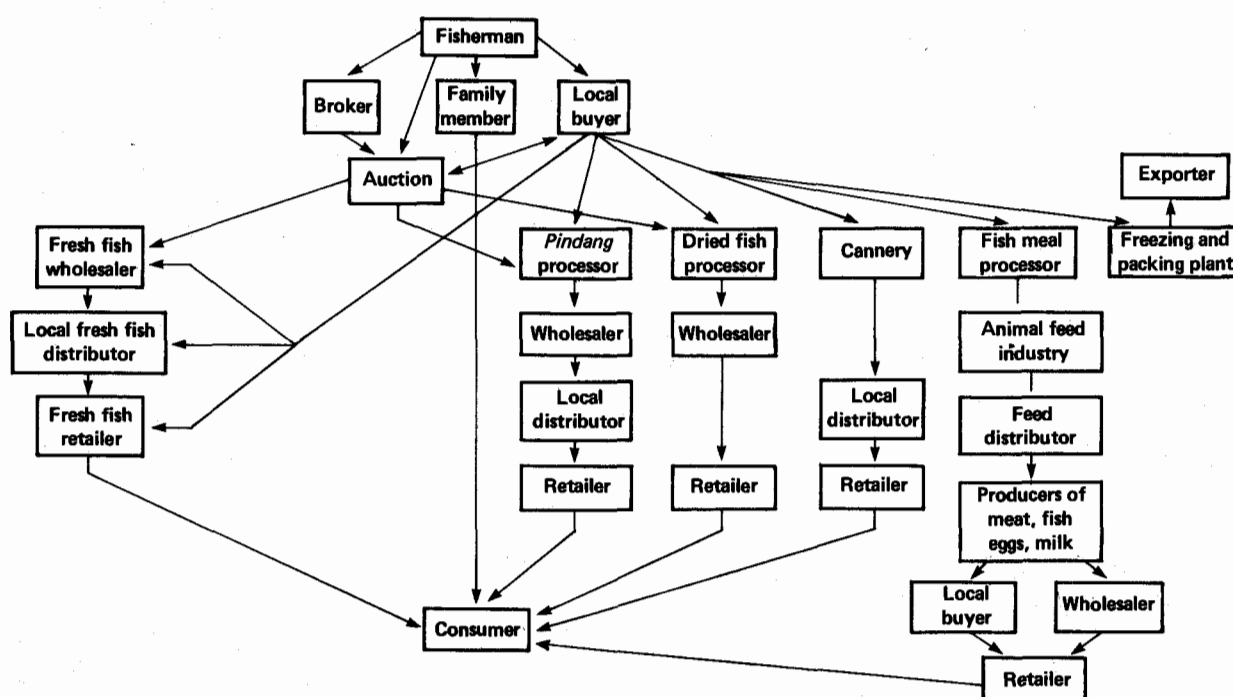 Fisherman
Broker
Family
member
Local
buyer
Auction
Exporter
Fresh fish
wholesaler
Pindang
processor
Dried fish
processor
Cannery
Fish meal
processor
Freezing and
packing plant
Local fresh fish
distributor
Wholesaler
Wholesaler
Animal feed
industry
Fresh fish
retailer
Local
distributor
Local
distributor
Feed
distributor
Retailer
Retailer
Retailer
Producers of
meat, fish
eggs, milk
Consumer
Local
buyer
Wholesaler
Retailer